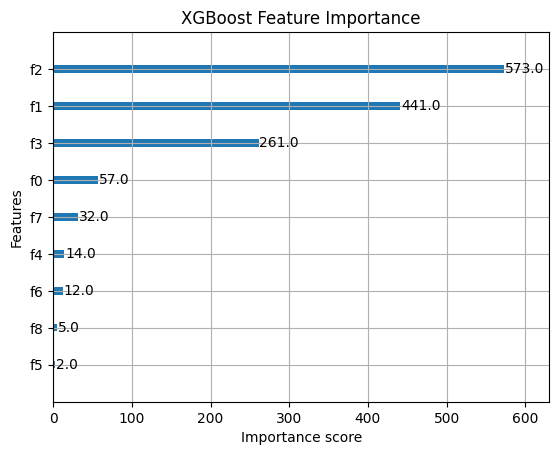 XGBoost Feature Importance
Features
f2 573.0
f1 441.0
f3 261.0
f0 57.0
f7 32.0
f4 14.0
f6 12.0
f8 5.0
f5 2.0
0 100 200 300 400 500 600
Importance score